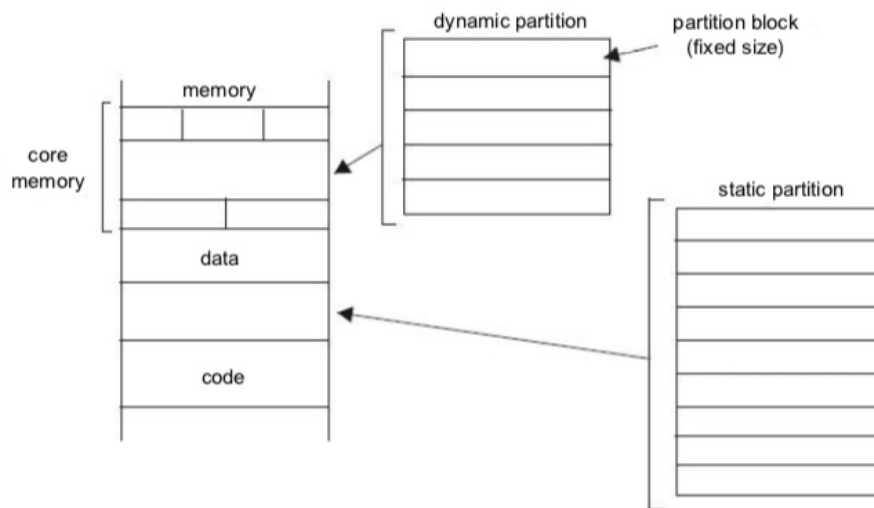 dynamic partition
partition block
(fixed size)
memory
core
memory
static partition
data
code